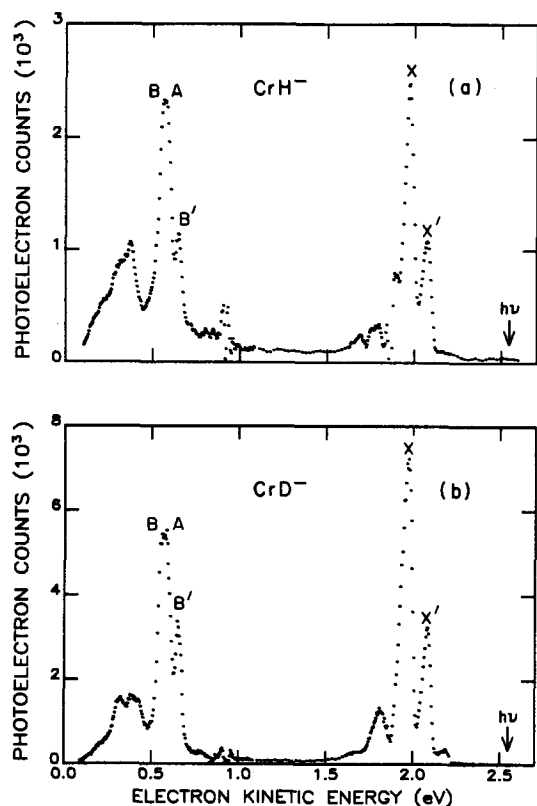 3
2
1
0
PHOTOELECTRON COUNTS (10³)
CrH⁻
(a)
B A
B'
X
X'
x
hν
8
6
4
2
0
PHOTOELECTRON COUNTS (10³)
CrD⁻
(b)
B A
B'
X
X'
hν
0.0 0.5 1.0 1.5 2.0 2.5
ELECTRON KINETIC ENERGY (eV)